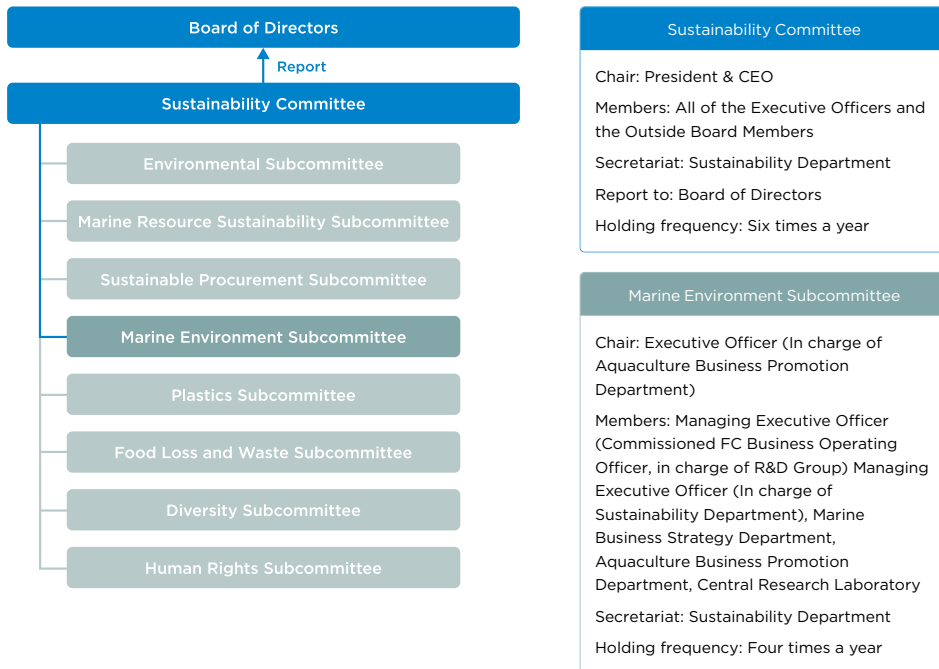 Board of Directors
Report
Sustainability Committee
Environmental Subcommittee
Marine Resource Sustainability Subcommittee
Sustainable Procurement Subcommittee
Marine Environment Subcommittee
Plastics Subcommittee
Food Loss and Waste Subcommittee
Diversity Subcommittee
Human Rights Subcommittee
Sustainability Committee
Chair: President & CEO
Members: All of the Executive Officers and
the Outside Board Members
Secretariat: Sustainability Department
Report to: Board of Directors
Holding frequency: Six times a year
Marine Environment Subcommittee
Chair: Executive Officer (In charge of
Aquaculture Business Promotion
Department)
Members: Managing Executive Officer
(Commissioned FC Business Operating
Officer, in charge of R&D Group) Managing
Executive Officer (In charge of
Sustainability Department), Marine
Business Strategy Department,
Aquaculture Business Promotion
Department, Central Research Laboratory
Secretariat: Sustainability Department
Holding frequency: Four times a year